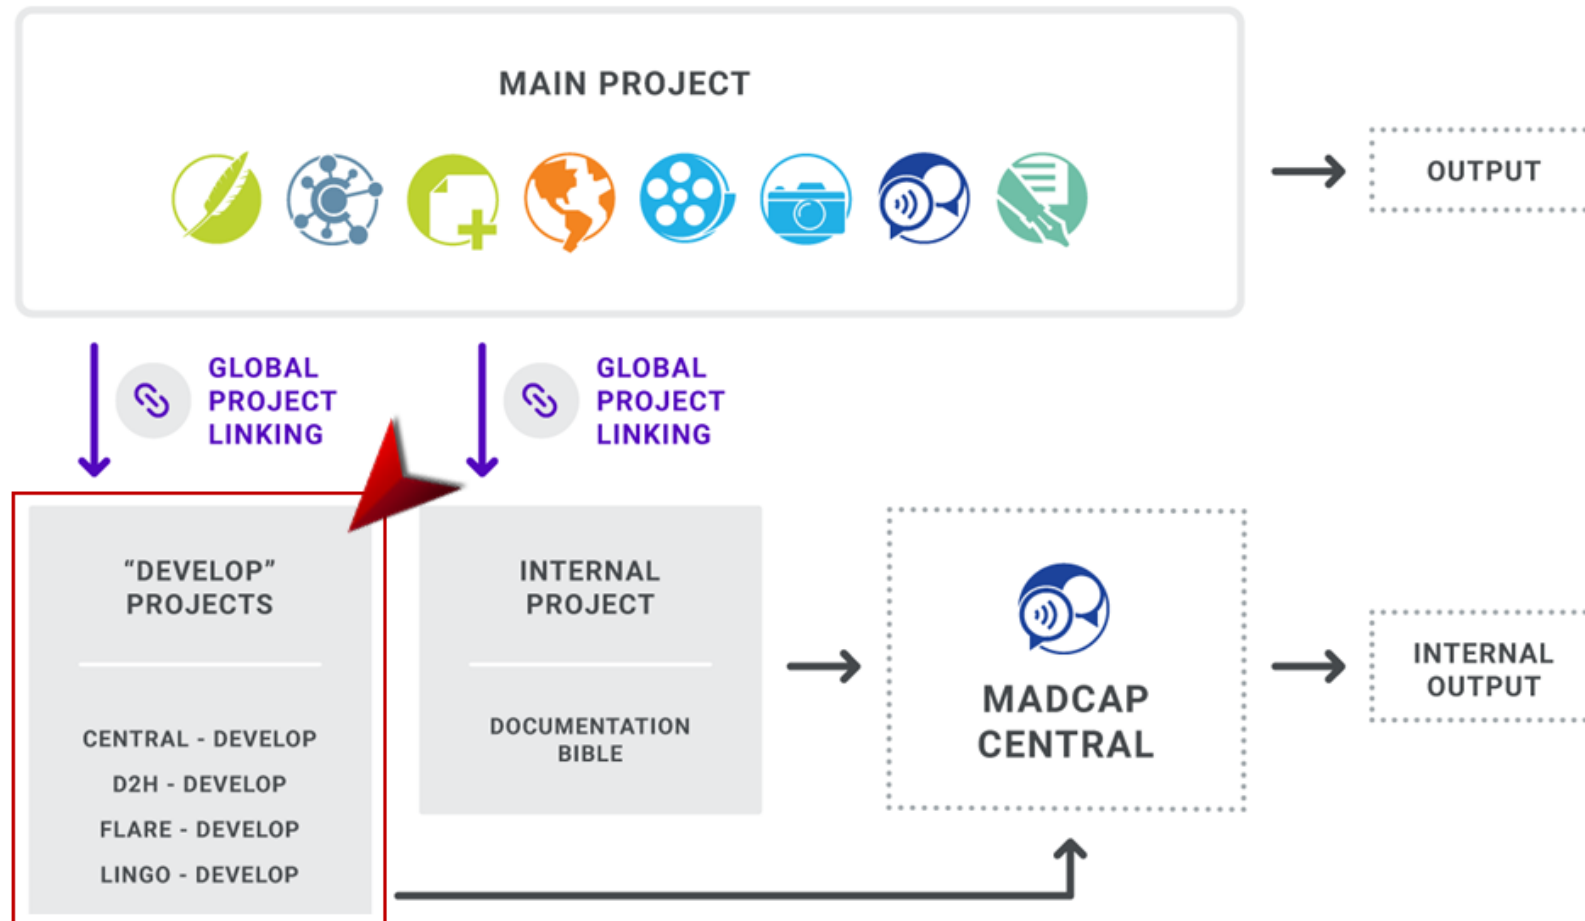 MAIN PROJECT
OUTPUT
GLOBAL
PROJECT
LINKING
GLOBAL
PROJECT
LINKING
“DEVELOP”
PROJECTS
CENTRAL - DEVELOP
D2H - DEVELOP
FLARE - DEVELOP
LINGO - DEVELOP
INTERNAL
PROJECT
DOCUMENTATION
BIBLE
MADCAP
CENTRAL
INTERNAL
OUTPUT